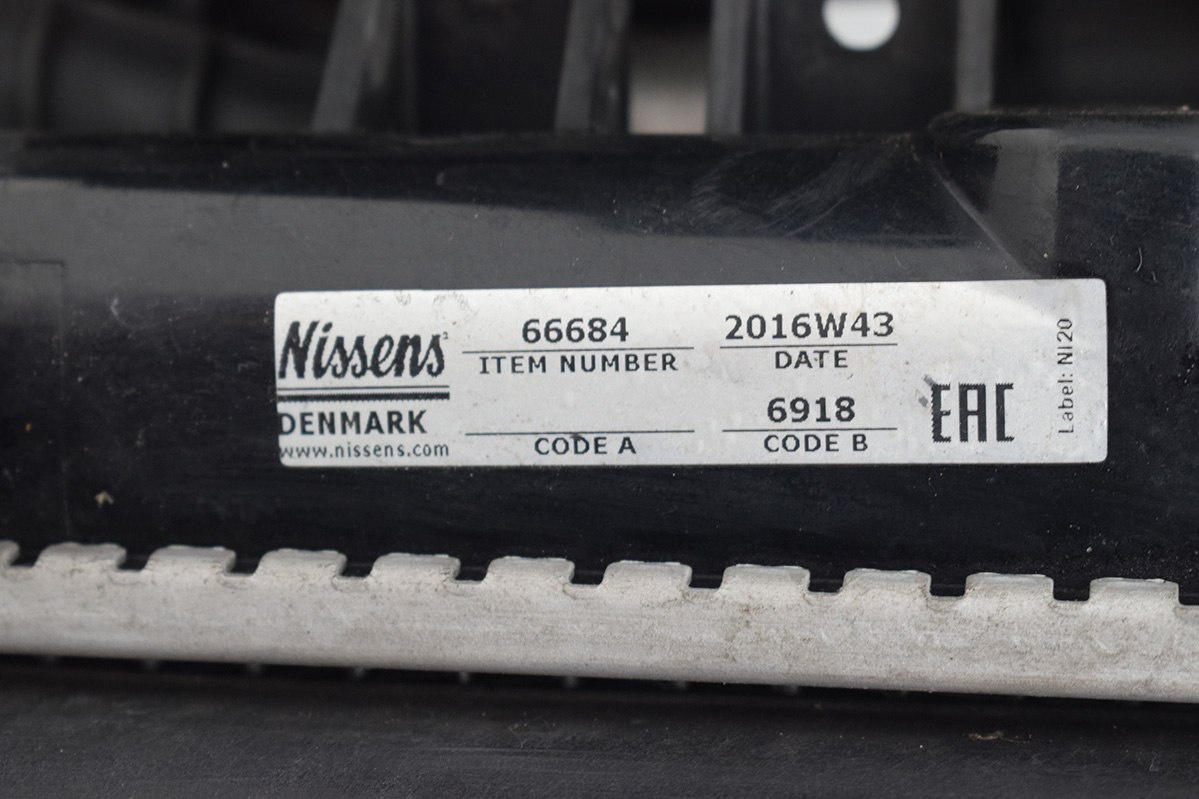 Nissens
DENMARK
www.nissens.com
66684
ITEM NUMBER
CODE A
2016W43
DATE
6918
CODE B
EAC
Label: NI20